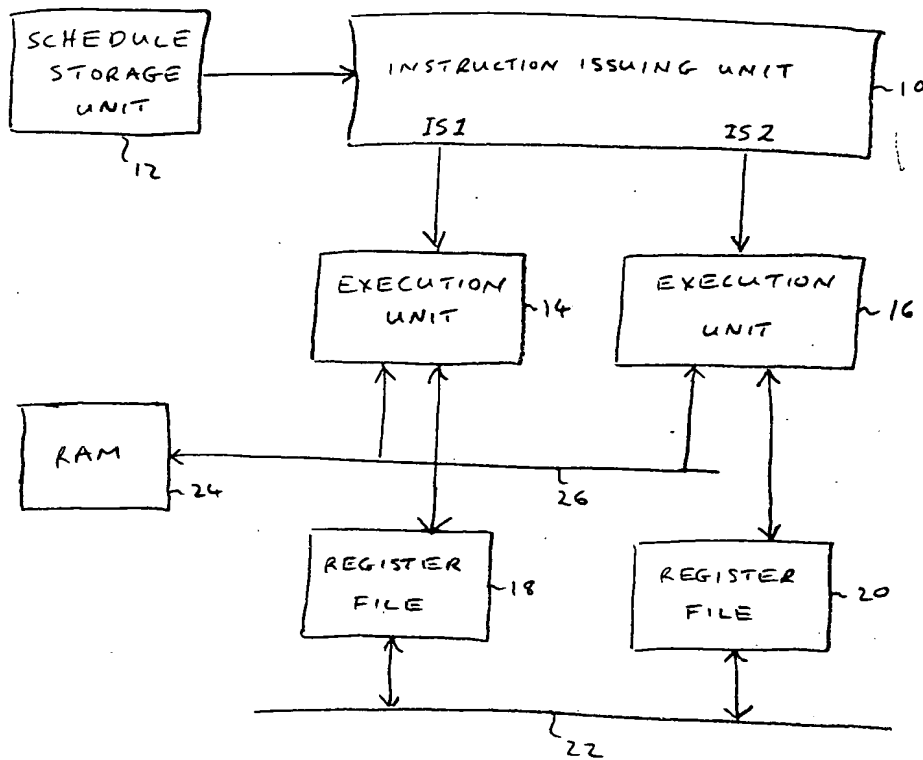 SCHEDULE
STORAGE
UNIT
12
INSTRUCTION ISSUING UNIT
10
IS1
IS2
EXECUTION
UNIT
14
EXECUTION
UNIT
16
RAM
24
26
REGISTER
FILE
18
REGISTER
FILE
20
22